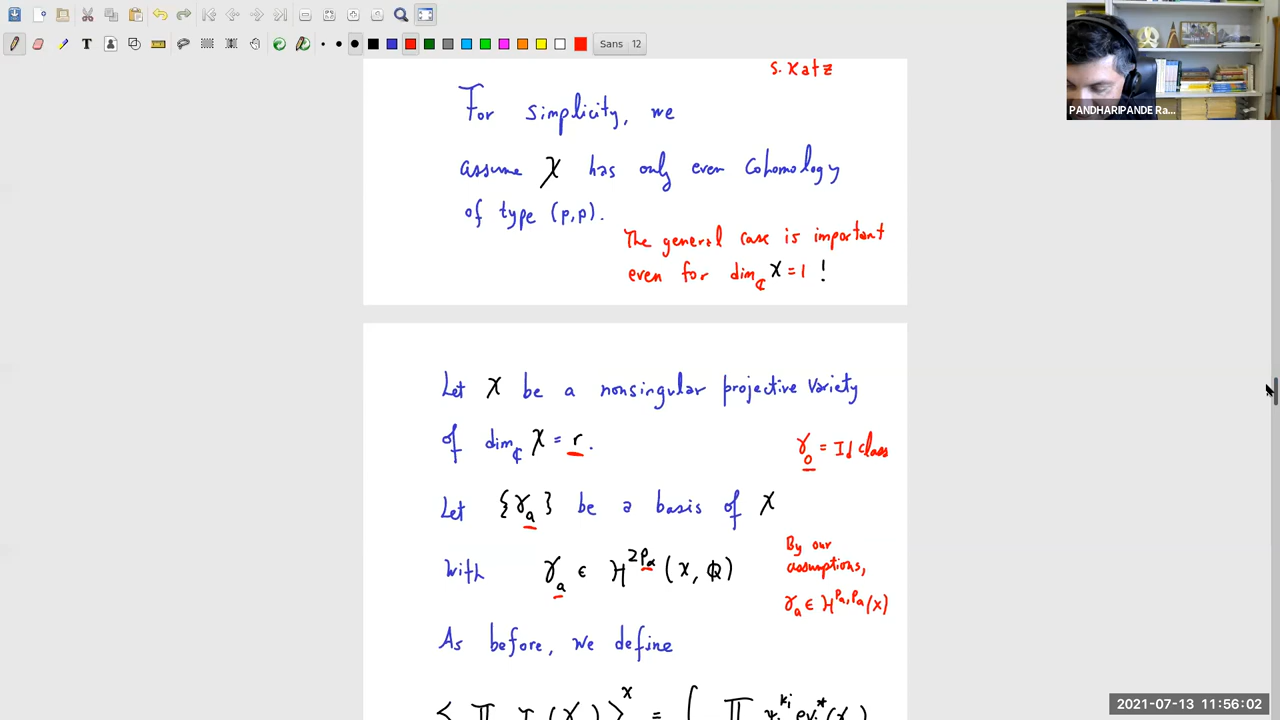 Sans 12
PANDHARIPANDE Ra...
S. Katz
For simplicity, we
assume X has only even cohomology
of type (p,p).
The general case is important
even for dim_ℂ X = 1 !
Let X be a nonsingular projective variety
of dim_ℂ X = r.
γ_0 = Id class
Let {γ_a} be a basis of X
with γ_a ∈ H^{2p_a}(X, ℚ)
By our
assumptions,
γ_a ∈ H^{p_a,p_a}(X)
As before, we define
2021-07-13 11:56:02